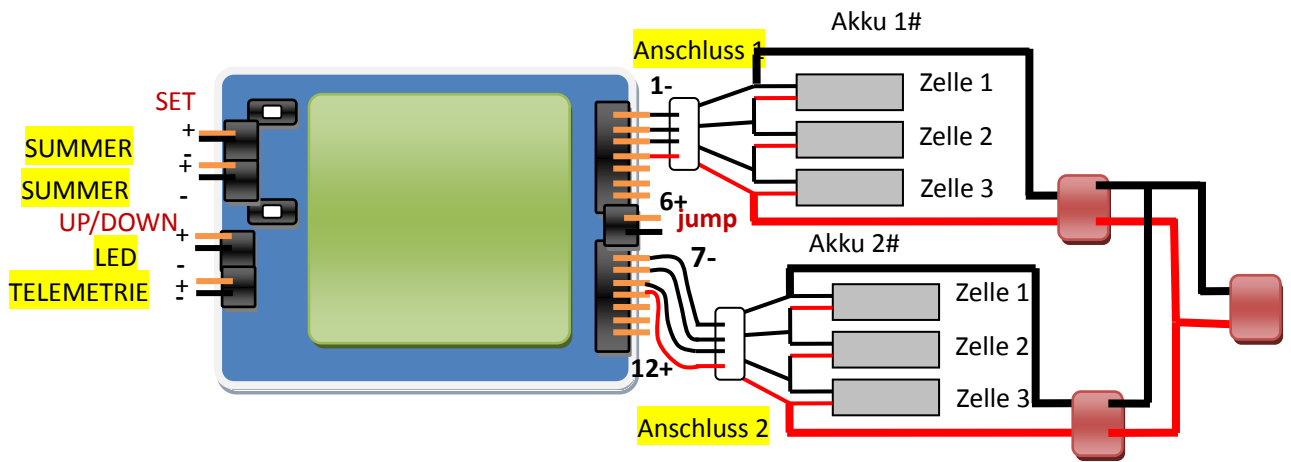 Akku 1#
Anschluss 1
1-
Zelle 1
Zelle 2
Zelle 3
SET
+
SUMMER
-
+
SUMMER
-
UP/DOWN
+
LED
-
TELEMETRIE
+
-
6+
jump
7-
12+
Akku 2#
Zelle 1
Zelle 2
Zelle 3
Anschluss 2